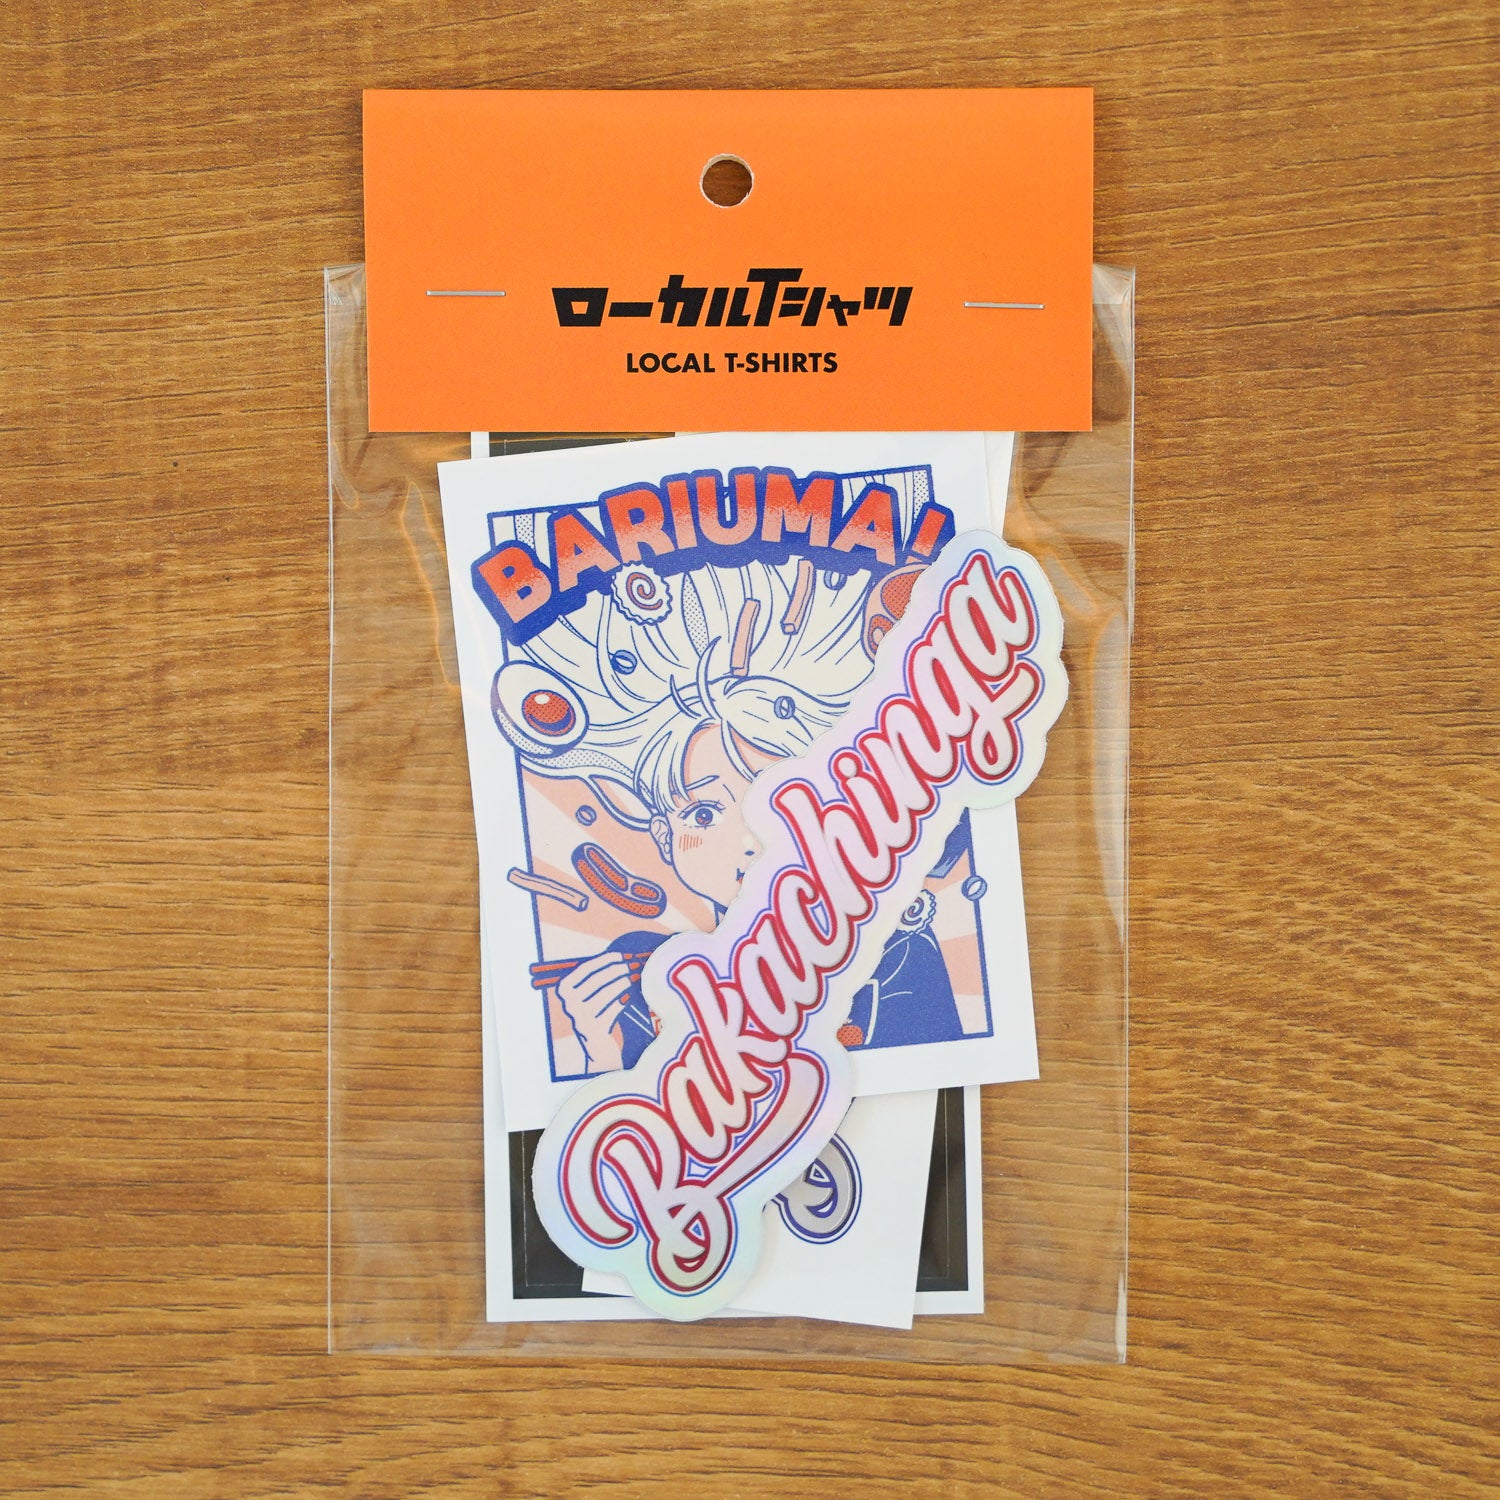 ローカルTシャツ
LOCAL T-SHIRTS
BARIUMA!
Bakachinga